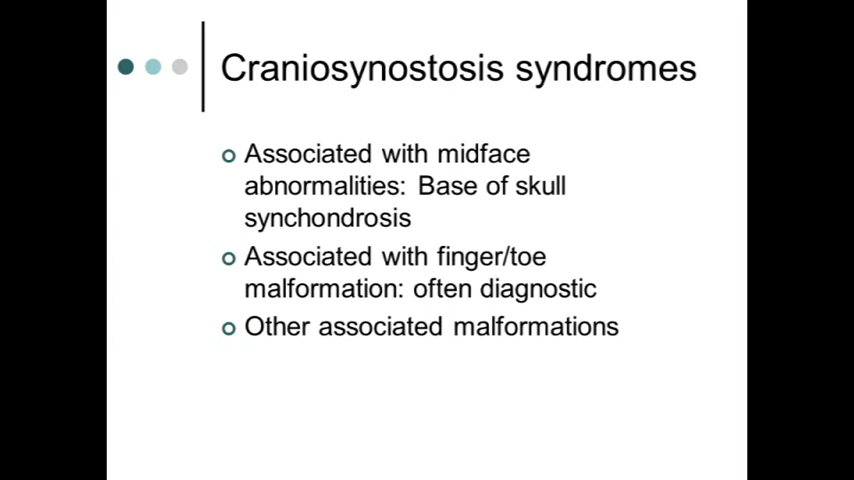 Craniosynostosis syndromes
Associated with midface
abnormalities: Base of skull
synchondrosis
Associated with finger/toe
malformation: often diagnostic
Other associated malformations